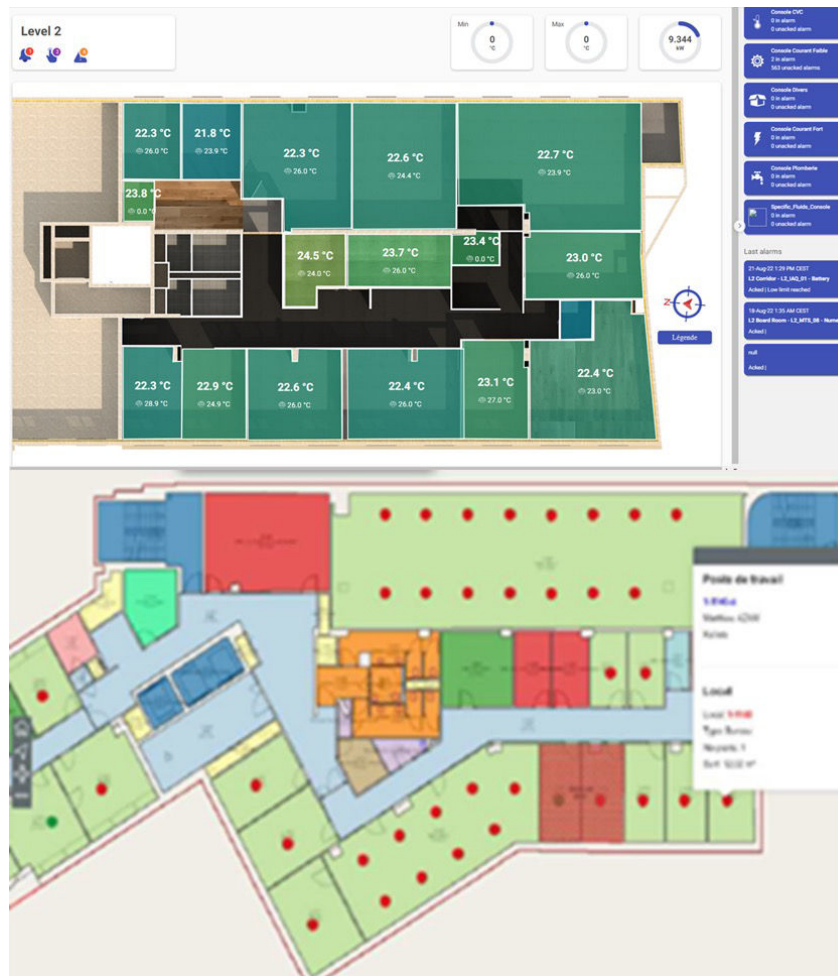 Level 2
1
2
0
Min
0
°C
Max
0
°C
9.344
kW
Console CVC
0 in alarm
0 unacked alarm
Console Courant Faible
2 in alarm
563 unacked alarms
Console Divers
0 in alarm
0 unacked alarm
Console Courant Fort
0 in alarm
0 unacked alarm
Console Plomberie
0 in alarm
0 unacked alarm
Specific_Fluids_Console
0 in alarm
0 unacked alarm
Last alarms
21-Aug-22 1:29 PM CEST
L2 Corridor - L2_IAQ_01 - Battery
Acked | Low limit reached
18-Aug-22 1:35 AM CEST
L2 Board Room - L2_MTS_08 - Nume
Acked |
null
Acked |
22.3 °C
26.0 °C
21.8 °C
23.9 °C
22.3 °C
26.0 °C
22.6 °C
24.4 °C
22.7 °C
23.9 °C
23.8 °C
0.0 °C
24.5 °C
24.0 °C
23.7 °C
26.0 °C
23.4 °C
0.0 °C
23.0 °C
26.0 °C
Légende
22.3 °C
28.9 °C
22.9 °C
24.9 °C
22.6 °C
26.0 °C
22.4 °C
26.0 °C
23.1 °C
27.0 °C
22.4 °C
23.0 °C
Poste de travail
Local
Type: Bureau